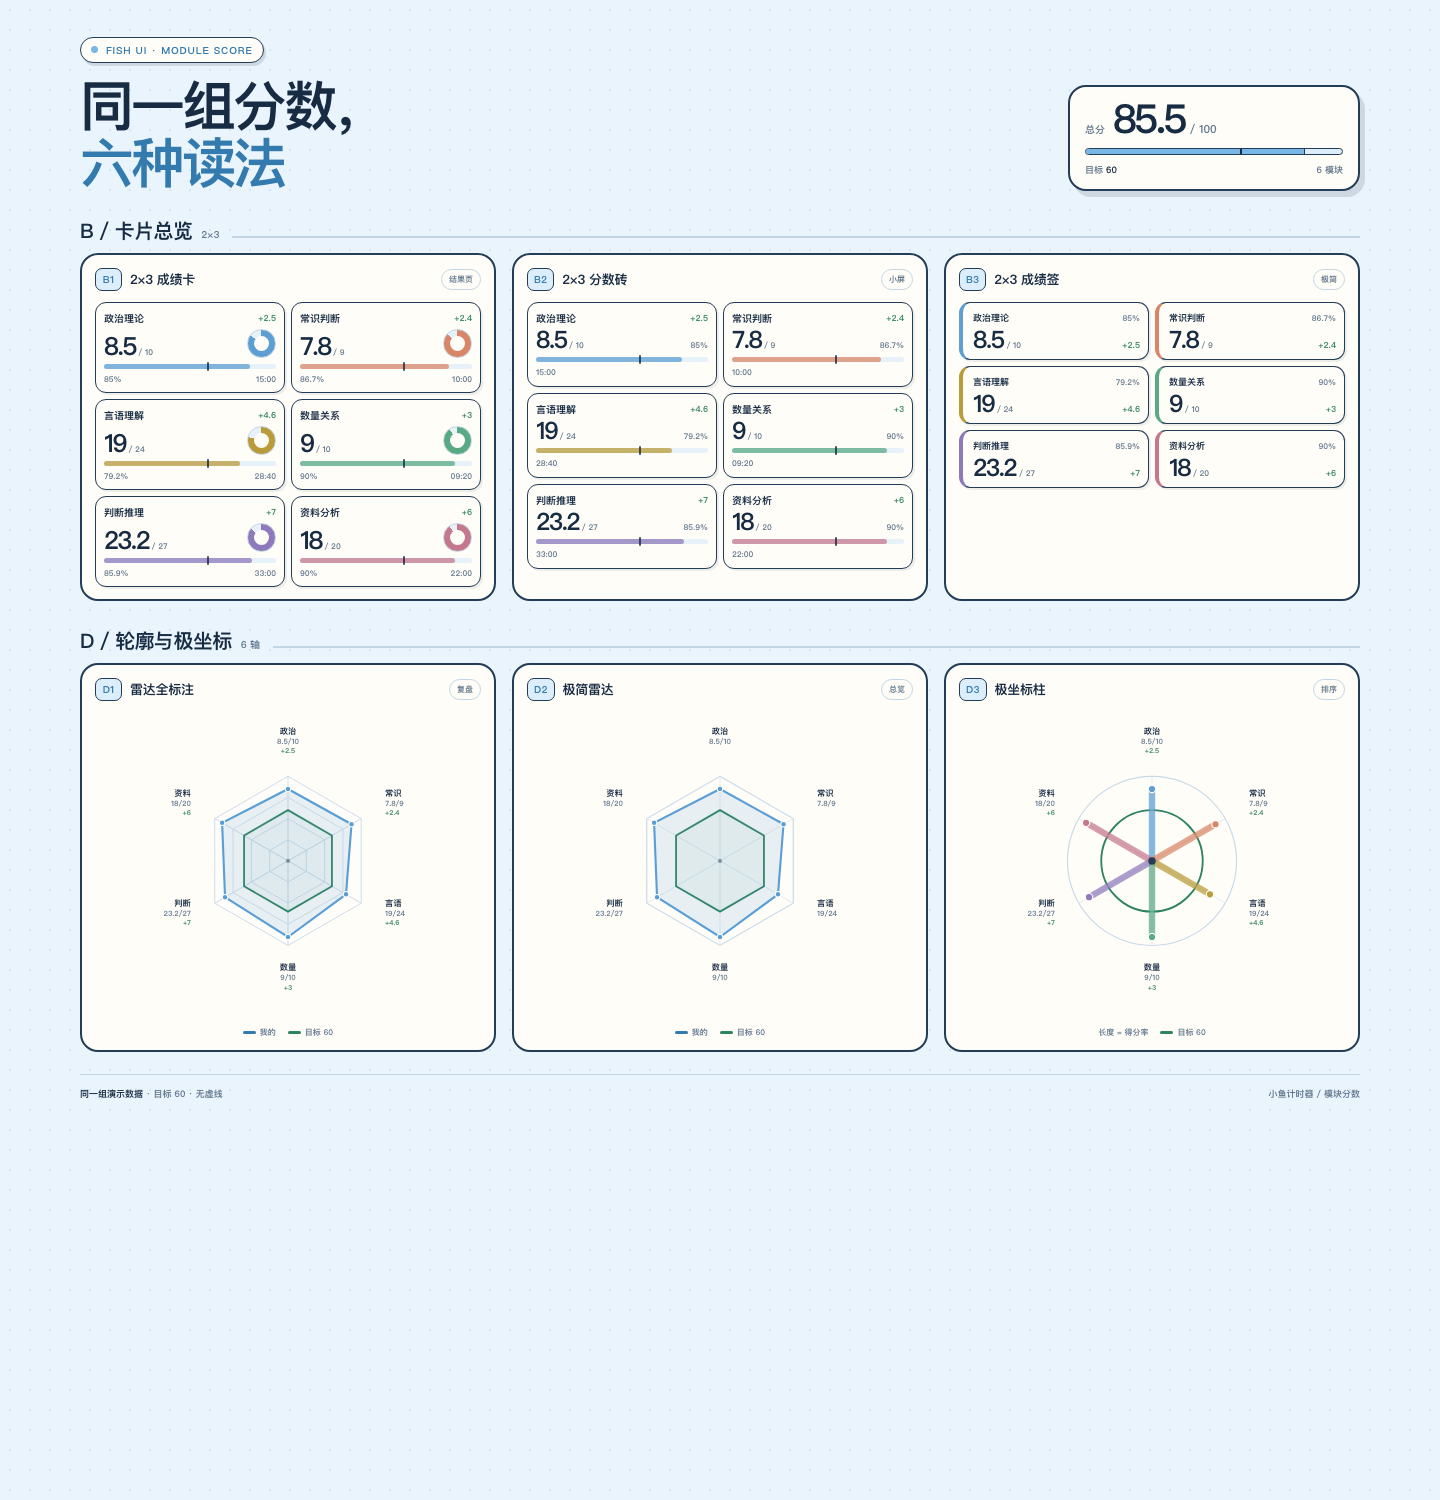 FISH UI · MODULE SCORE
同一组分数,
六种读法
总分 85.5 / 100
目标 60 6 模块
B / 卡片总览 2×3
B1 2×3 成绩卡 结果页
政治理论 +2.5
8.5 / 10
85% 15:00
常识判断 +2.4
7.8 / 9
86.7% 10:00
言语理解 +4.6
19 / 24
79.2% 28:40
数量关系 +3
9 / 10
90% 09:20
判断推理 +7
23.2 / 27
85.9% 33:00
资料分析 +6
18 / 20
90% 22:00
B2 2×3 分数砖 小屏
政治理论 +2.5
8.5 / 10 85%
15:00
常识判断 +2.4
7.8 / 9 86.7%
10:00
言语理解 +4.6
19 / 24 79.2%
28:40
数量关系 +3
9 / 10 90%
09:20
判断推理 +7
23.2 / 27 85.9%
33:00
资料分析 +6
18 / 20 90%
22:00
B3 2×3 成绩签 极简
政治理论 85%
8.5 / 10 +2.5
常识判断 86.7%
7.8 / 9 +2.4
言语理解 79.2%
19 / 24 +4.6
数量关系 90%
9 / 10 +3
判断推理 85.9%
23.2 / 27 +7
资料分析 90%
18 / 20 +6
D / 轮廓与极坐标 6 轴
D1 雷达全标注 复盘
政治
8.5/10
+2.5
常识
7.8/9
+2.4
言语
19/24
+4.6
数量
9/10
+3
判断
23.2/27
+7
资料
18/20
+6
我的 目标 60
D2 极简雷达 总览
政治
8.5/10
常识
7.8/9
言语
19/24
数量
9/10
判断
23.2/27
资料
18/20
我的 目标 60
D3 极坐标柱 排序
政治
8.5/10
+2.5
常识
7.8/9
+2.4
言语
19/24
+4.6
数量
9/10
+3
判断
23.2/27
+7
资料
18/20
+6
长度 = 得分率 目标 60
同一组演示数据 · 目标 60 · 无虚线
小鱼计时器 / 模块分数